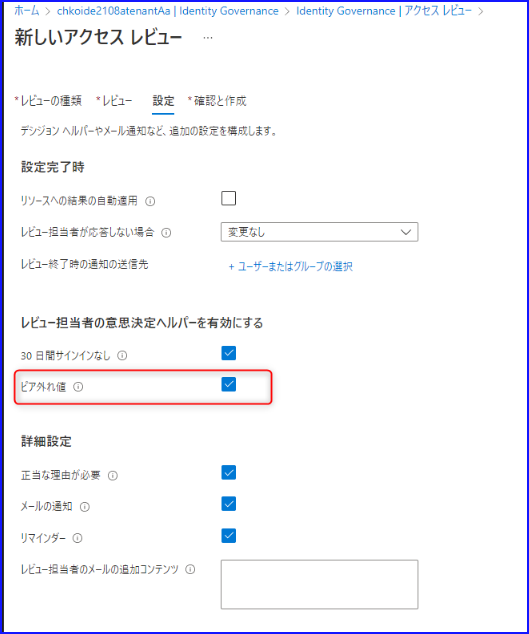 ホーム > chkoide2108atenantAa | Identity Governance > Identity Governance | アクセス レビュー >
新しいアクセス レビュー ...
*レビューの種類 *レビュー 設定 *確認と作成
デシジョン ヘルパーやメール通知など、追加の設定を構成します。
設定完了時
リソースへの結果の自動適用
レビュー担当者が応答しない場合 変更なし
レビュー終了時の通知の送信先 + ユーザーまたはグループの選択
レビュー担当者の意思決定ヘルパーを有効にする
30 日間サインインなし
ピア外れ値
詳細設定
正当な理由が必要
メールの通知
リマインダー
レビュー担当者のメールの追加コンテンツ